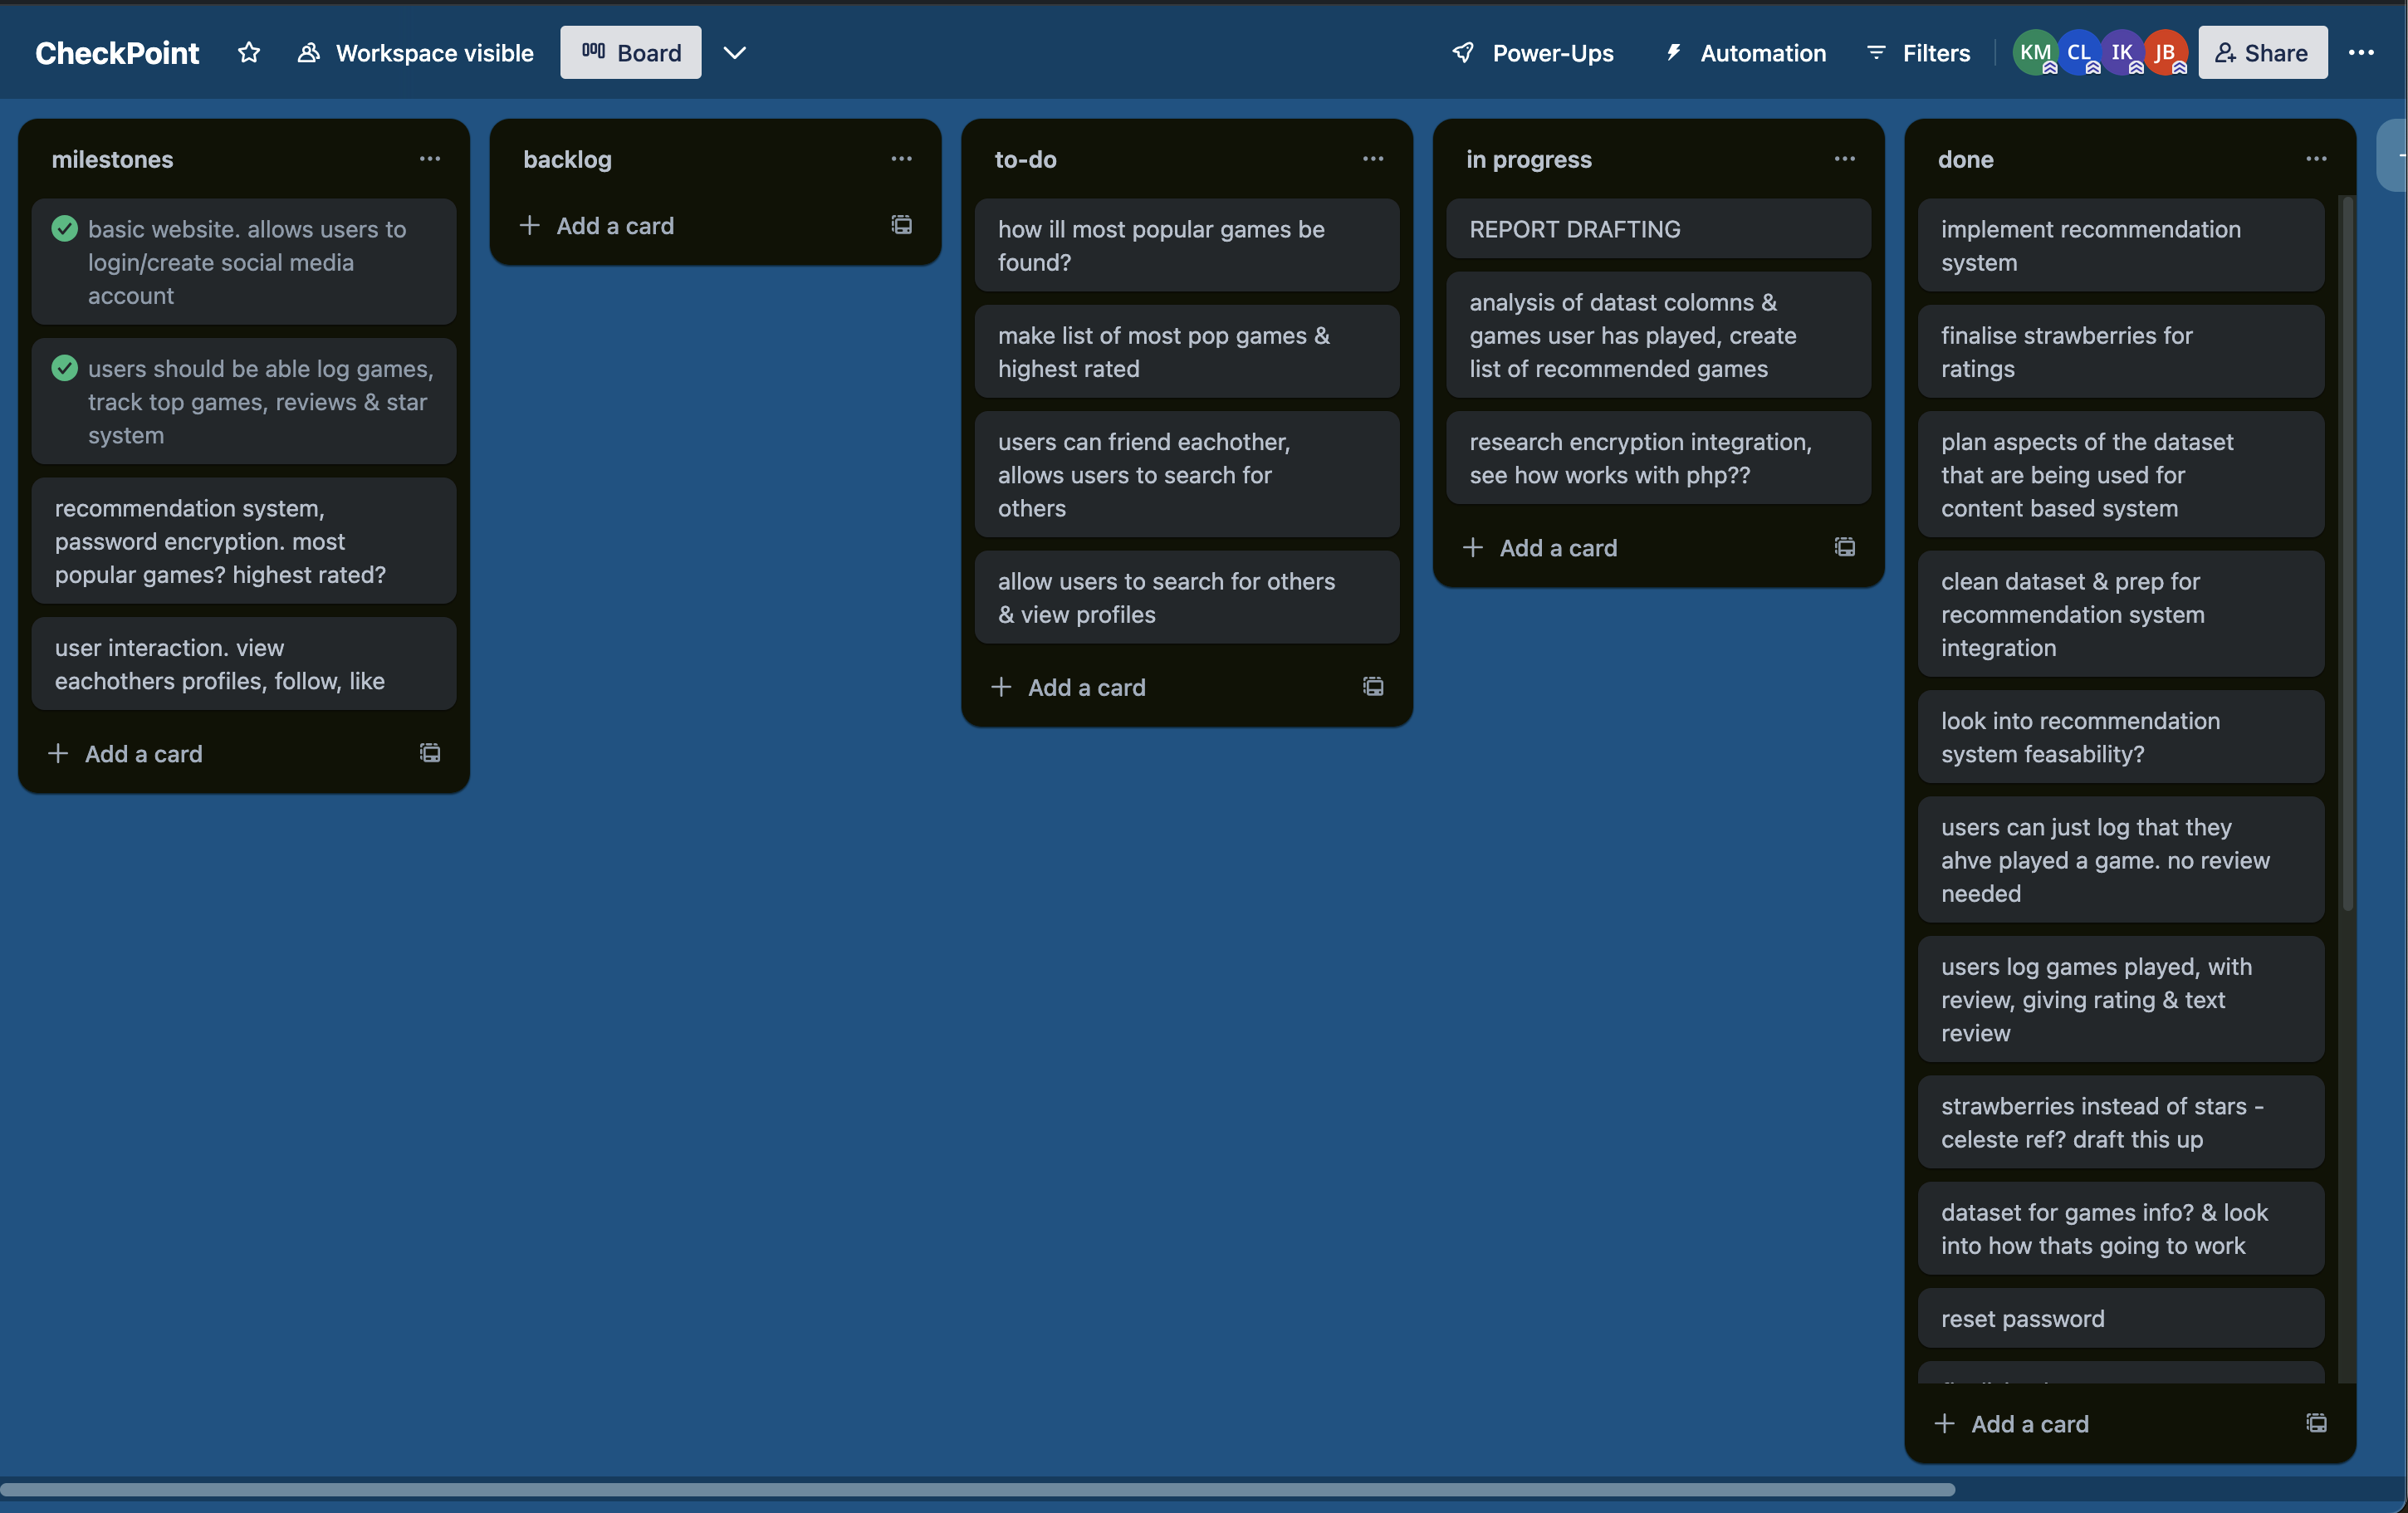 CheckPoint
Workspace visible
Board
Power-Ups
Automation
Filters
KM
CL
IK
JB
Share
milestones
basic website. allows users to
login/create social media
account
users should be able log games,
track top games, reviews & star
system
recommendation system,
password encryption. most
popular games? highest rated?
user interaction. view
eachothers profiles, follow, like
Add a card
backlog
Add a card
to-do
how ill most popular games be
found?
make list of most pop games &
highest rated
users can friend eachother,
allows users to search for
others
allow users to search for others
& view profiles
Add a card
in progress
REPORT DRAFTING
analysis of datast colomns &
games user has played, create
list of recommended games
research encryption integration,
see how works with php??
Add a card
done
implement recommendation
system
finalise strawberries for
ratings
plan aspects of the dataset
that are being used for
content based system
clean dataset & prep for
recommendation system
integration
look into recommendation
system feasability?
users can just log that they
ahve played a game. no review
needed
users log games played, with
review, giving rating & text
review
strawberries instead of stars -
celeste ref? draft this up
dataset for games info? & look
into how thats going to work
reset password
Add a card